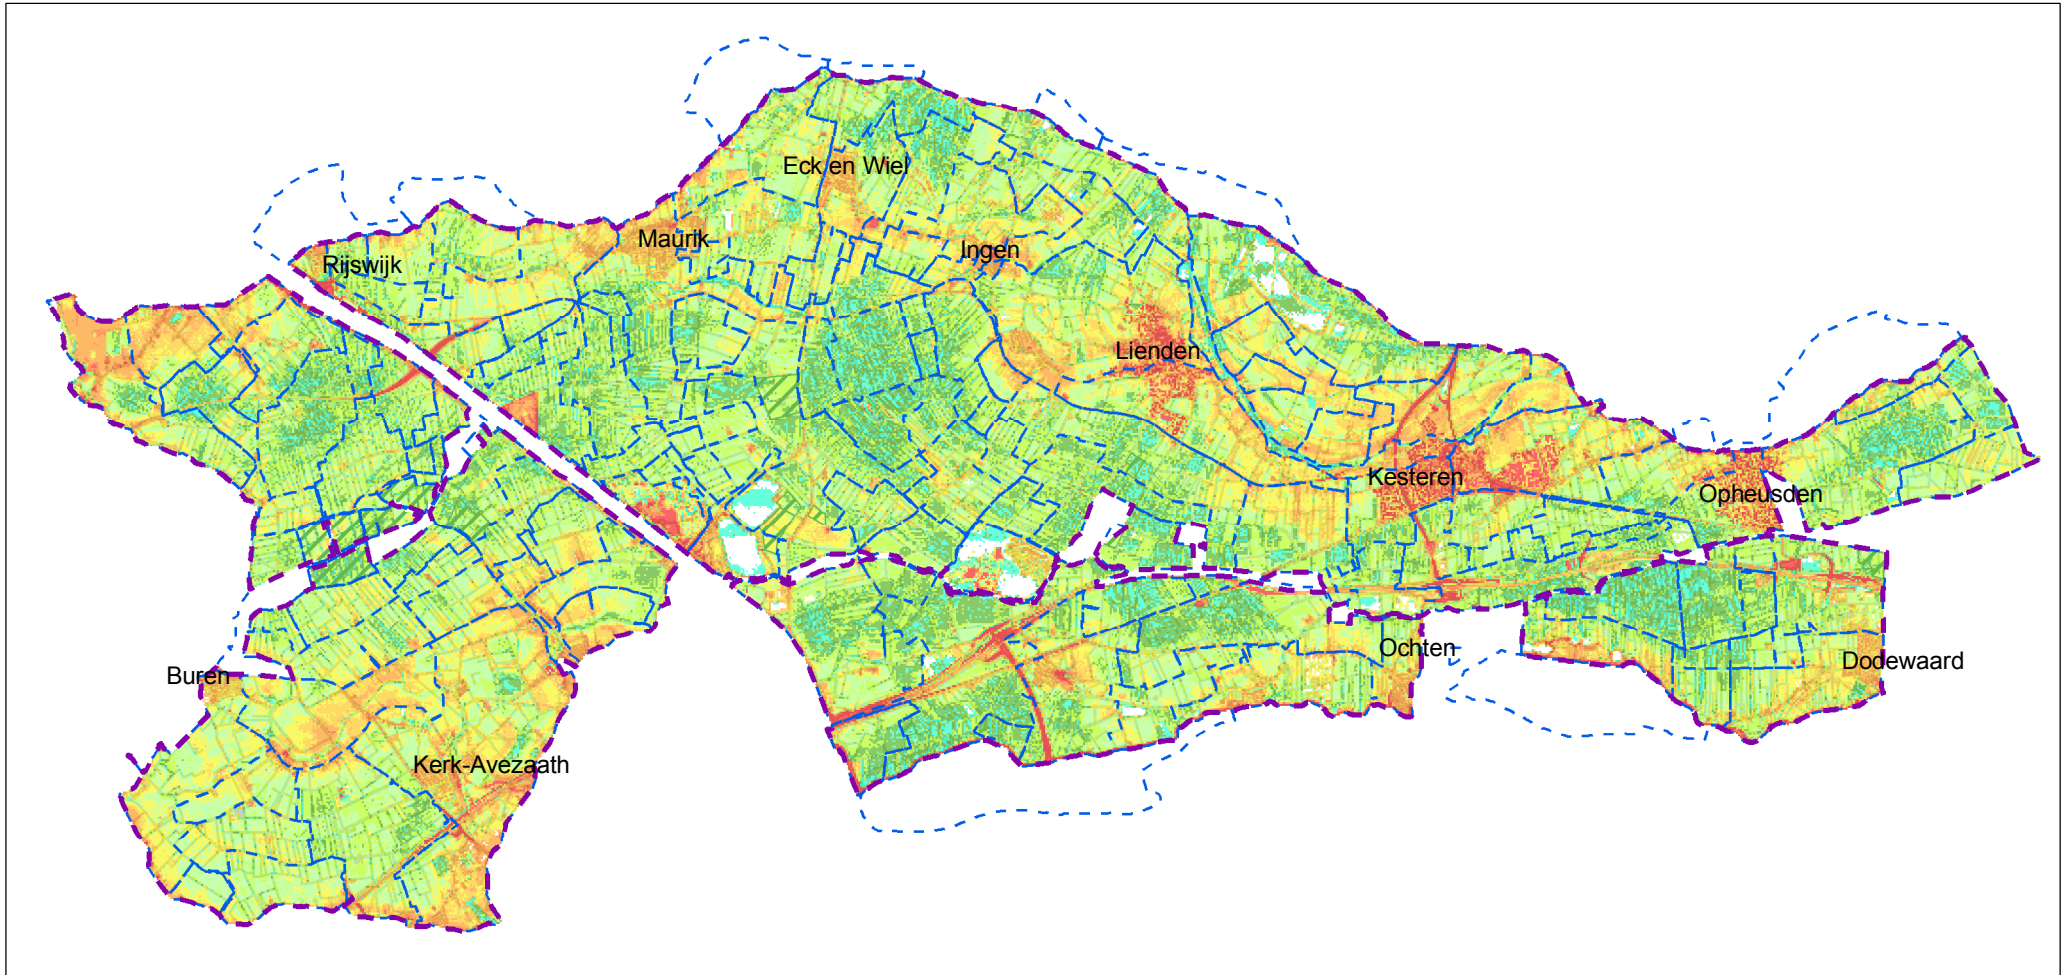 Eck en Wiel
Maurik
Ingen
Rijswijk
Lienden
Kesteren
Opheusden
Ochten
Dodewaard
Buren
Kerk-Avezaath